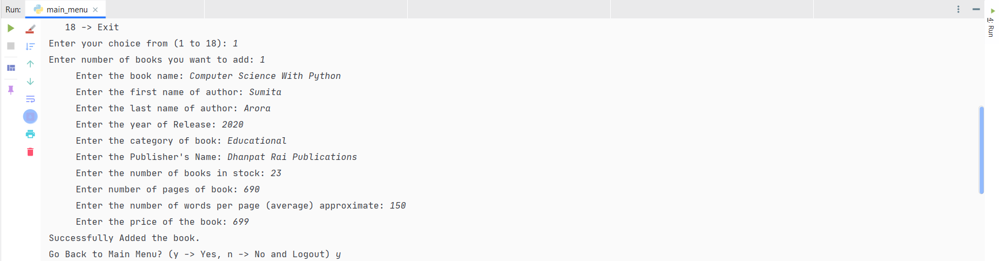 Run: main_menu ×
18 -> Exit
Enter your choice from (1 to 18): 1
Enter number of books you want to add: 1
Enter the book name: Computer Science With Python
Enter the first name of author: Sumita
Enter the last name of author: Arora
Enter the year of Release: 2020
Enter the category of book: Educational
Enter the Publisher's Name: Dhanpat Rai Publications
Enter the number of books in stock: 23
Enter number of pages of book: 690
Enter the number of words per page (average) approximate: 150
Enter the price of the book: 699
Successfully Added the book.
Go Back to Main Menu? (y -> Yes, n -> No and Logout) y
4: Run